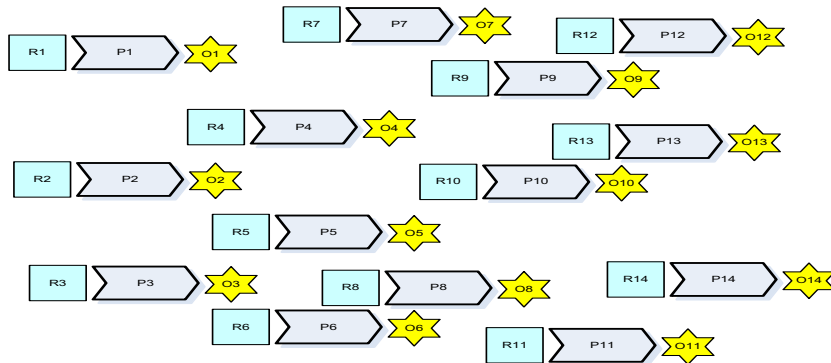 R1 P1 O1
R7 P7 O7
R12 P12 O12
R9 P9 O9
R4 P4 O4
R13 P13 O13
R2 P2 O2
R10 P10 O10
R5 P5 O5
R3 P3 O3
R8 P8 O8
R14 P14 O14
R6 P6 O6
R11 P11 O11